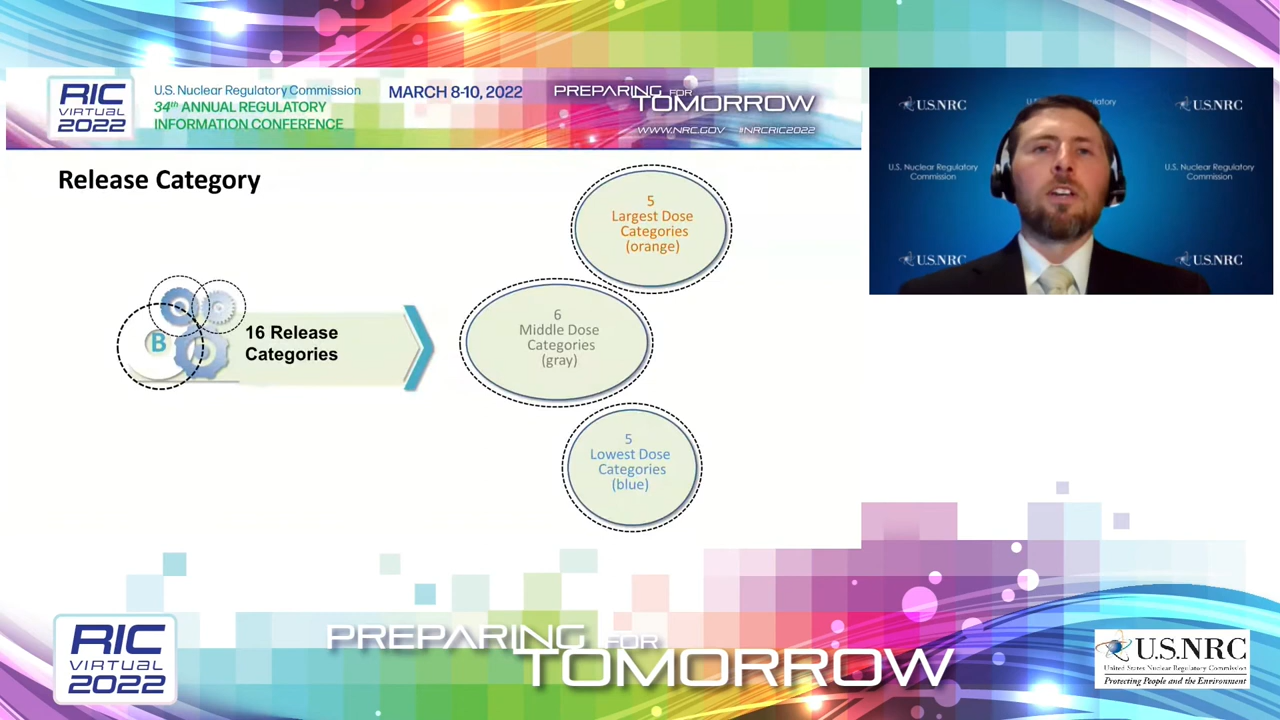 RIC
VIRTUAL
2022
U.S. Nuclear Regulatory Commission
34th ANNUAL REGULATORY
INFORMATION CONFERENCE
MARCH 8-10, 2022
PREPARING FOR
TOMORROW
WWW.NRC.GOV #NRCRIC2022
U.S.NRC
U.S.NRC
U.S. Nuclear Regulatory
Commission
U.S. Nuclear Regulatory
Commission
U.S.NRC
U.S.NRC
Release Category
5
Largest Dose
Categories
(orange)
B
16 Release
Categories
6
Middle Dose
Categories
(gray)
5
Lowest Dose
Categories
(blue)
RIC
VIRTUAL
2022
PREPARING FOR
TOMORROW
U.S.NRC
United States Nuclear Regulatory Commission
Protecting People and the Environment